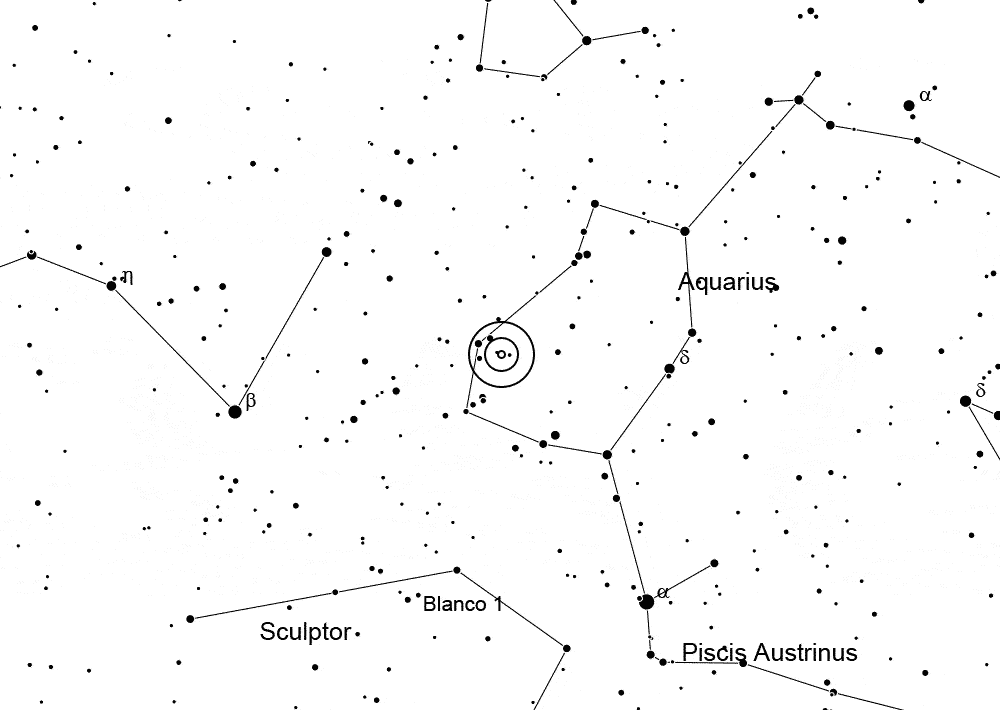 α
η
Aquarius
δ
δ
β
α
Blanco 1
Sculptor
Piscis Austrinus